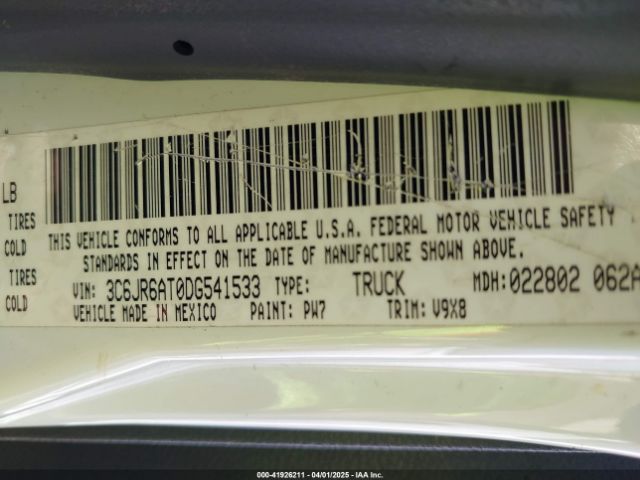 LB
TIRES
COLD
TIRES
COLD
THIS VEHICLE CONFORMS TO ALL APPLICABLE U.S.A. FEDERAL MOTOR VEHICLE SAFETY
STANDARDS IN EFFECT ON THE DATE OF MANUFACTURE SHOWN ABOVE.
VIN: 3C6JR6AT0DG541533 TYPE: TRUCK MDH:022802 062A
VEHICLE MADE IN MEXICO PAINT: PW7 TRIM: V9X8
000-41926211 - 04/01/2025 - IAA Inc.